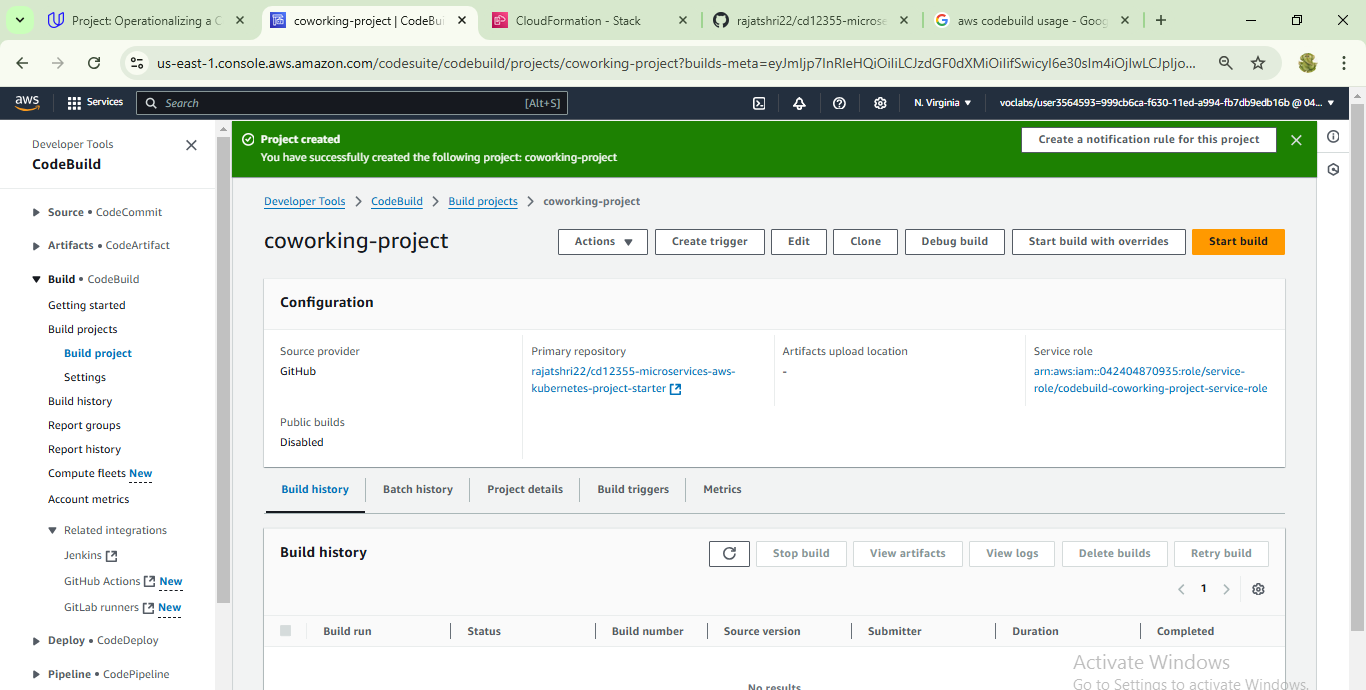 Project: Operationalizing a C
coworking-project | CodeBui
CloudFormation - Stack
rajatshri22/cd12355-microse
aws codebuild usage - Goog
us-east-1.console.aws.amazon.com/codesuite/codebuild/projects/coworking-project?builds-meta=eyJmIjp7InRleHQiOiIiLCJzdGF0dXMiOiIifSwicyI6e30sIm4iOjIwLCJpIjo...
aws
Services
Search
[Alt+S]
N. Virginia
voclabs/user3564593=999cb6ca-f630-11ed-a994-fb7db9edb16b @ 04...
Developer Tools
CodeBuild
Source • CodeCommit
Artifacts • CodeArtifact
Build • CodeBuild
Getting started
Build projects
Build project
Settings
Build history
Report groups
Report history
Compute fleets New
Account metrics
Related integrations
Jenkins
GitHub Actions New
GitLab runners New
Deploy • CodeDeploy
Pipeline • CodePipeline
Project created
You have successfully created the following project: coworking-project
Create a notification rule for this project
Developer Tools
CodeBuild
Build projects
coworking-project
coworking-project
Actions
Create trigger
Edit
Clone
Debug build
Start build with overrides
Start build
Configuration
Source provider
GitHub
Primary repository
rajatshri22/cd12355-microservices-aws-
kubernetes-project-starter
Artifacts upload location
-
Service role
arn:aws:iam::042404870935:role/service-
role/codebuild-coworking-project-service-role
Public builds
Disabled
Build history
Batch history
Project details
Build triggers
Metrics
Build history
Stop build
View artifacts
View logs
Delete builds
Retry build
1
Build run
Status
Build number
Source version
Submitter
Duration
Completed
No results
Activate Windows
Go to Settings to activate Windows.